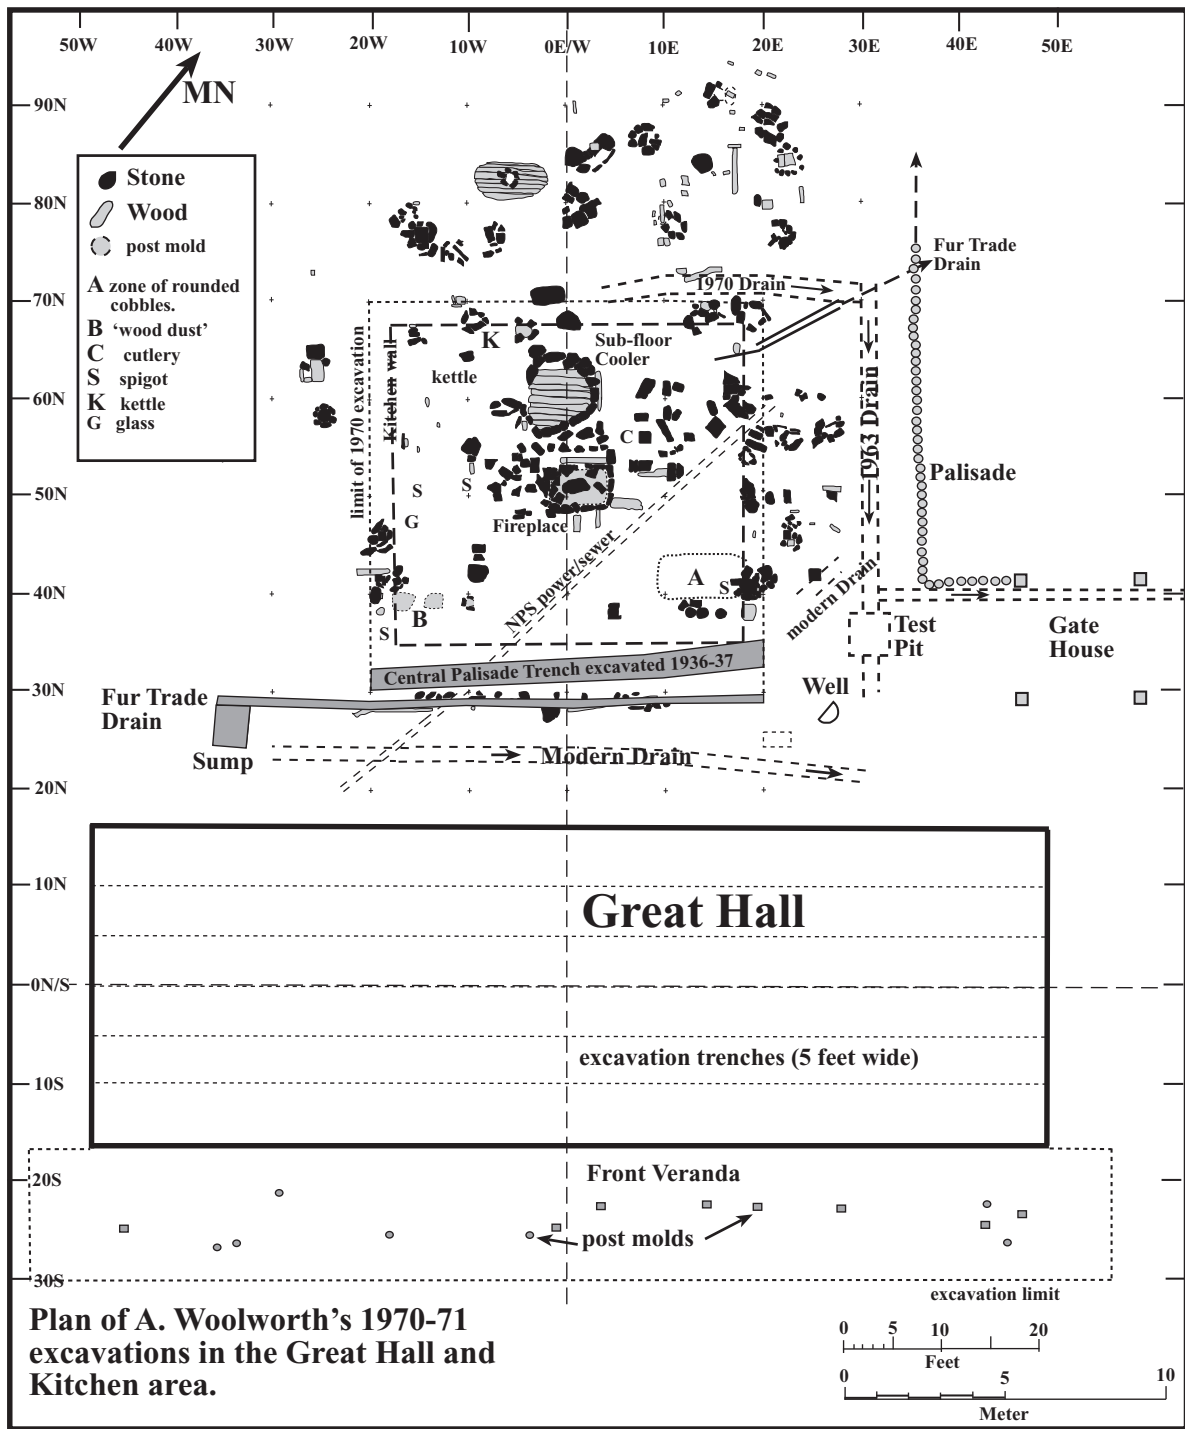 50W 40W 30W 20W 10W 0E/W 10E 20E 30E 40E 50E
MN
90N
80N
70N
60N
50N
40N
30N
20N
10N
0N/S
10S
20S
30S
Stone
Wood
post mold
A zone of rounded
cobbles.
B ‘wood dust’
C cutlery
S spigot
K kettle
G glass
Fur Trade
Drain
1970 Drain
limit of 1970 excavation
Kitchen wall
K
kettle
Sub-floor
Cooler
C
1963 Drain
Palisade
S
S
G
Fireplace
NPS power/sewer
A
S
modern Drain
B
S
Test
Pit
Gate
House
Central Palisade Trench excavated 1936-37
Well
Fur Trade
Drain
Sump
Modern Drain
Great Hall
excavation trenches (5 feet wide)
Front Veranda
post molds
excavation limit
Plan of A. Woolworth’s 1970-71
excavations in the Great Hall and
Kitchen area.
0 5 10 20
Feet
0 5 10
Meter